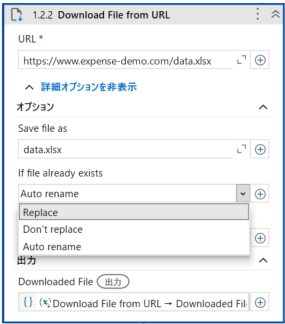 1.2.2 Download File from URL
URL *
https://www.expense-demo.com/data.xlsx
詳細オプションを非表示
オプション
Save file as
data.xlsx
If file already exists
Auto rename
Replace
Don't replace
Auto rename
出力
Downloaded File 出力
{} (x) Download File from URL → Downloaded Fil